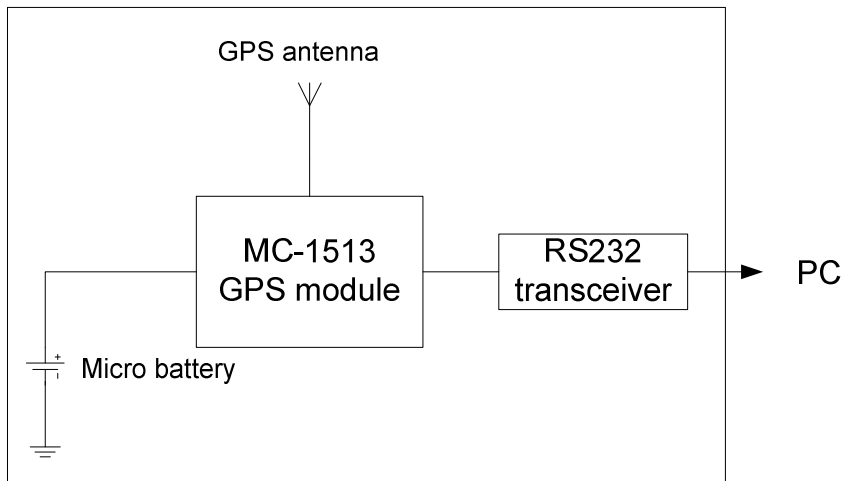 GPS antenna
MC-1513
GPS module
RS232
transceiver
PC
+
-
Micro battery